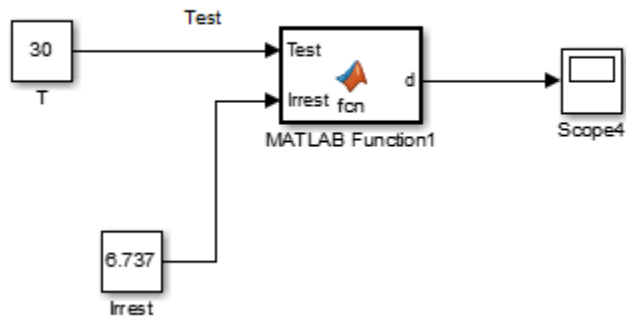 Test
30
T
Test
Irrest
fcn
d
MATLAB Function1
Scope4
6.737
Irrest